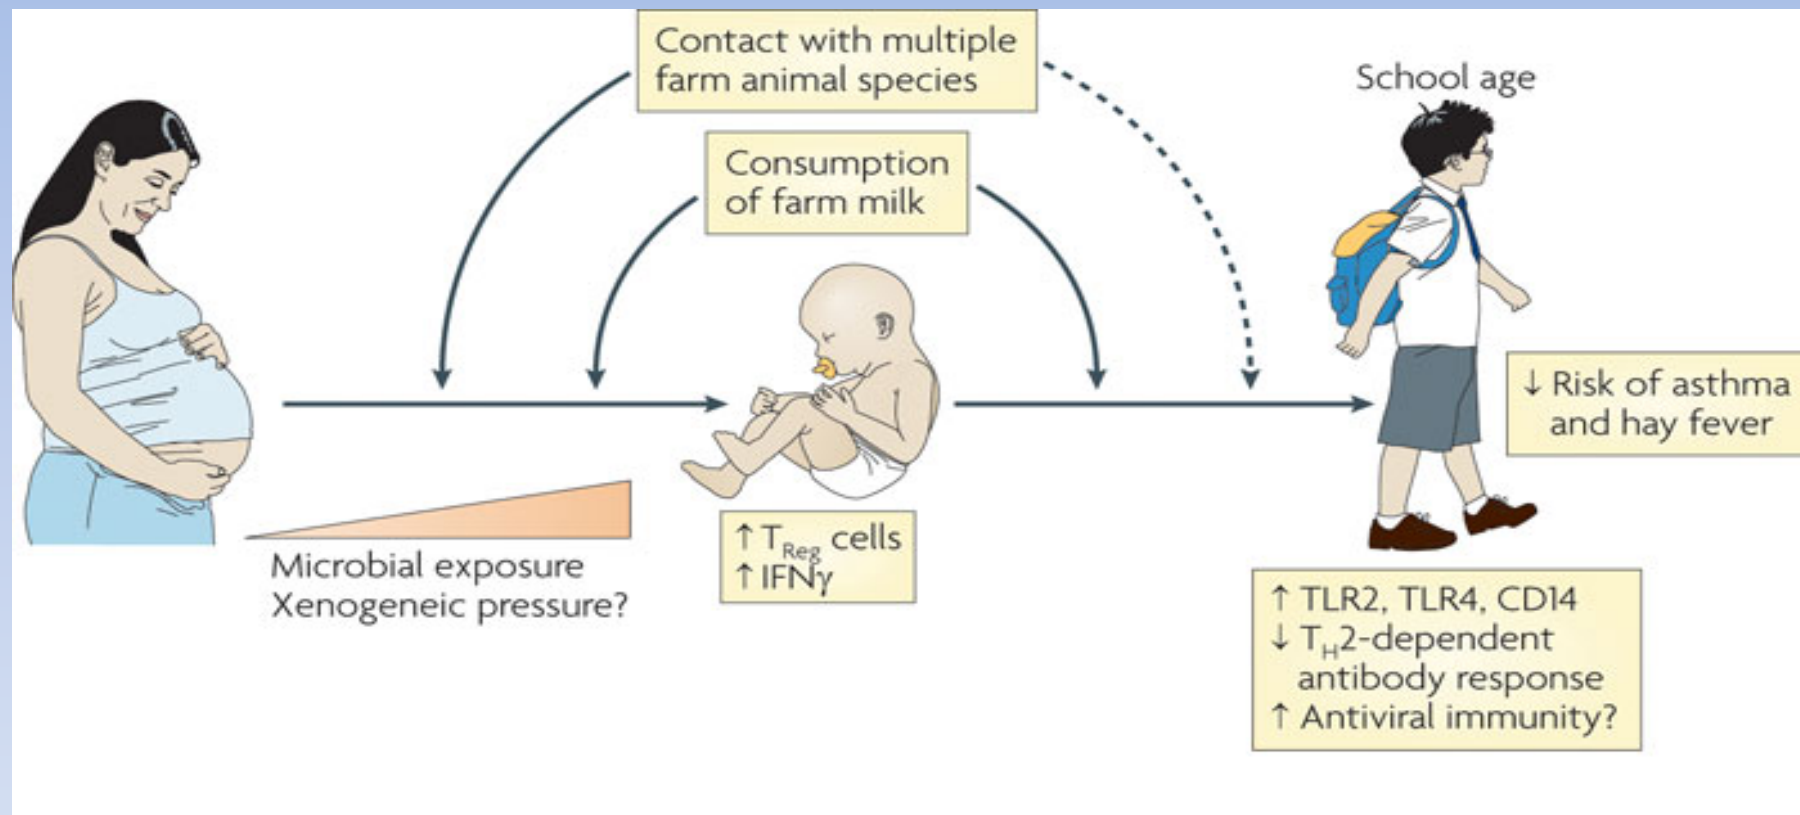 Contact with multiple
farm animal species
School age
Consumption
of farm milk
↓ Risk of asthma
and hay fever
Microbial exposure
Xenogeneic pressure?
↑ TReg cells
↑ IFNγ
↑ TLR2, TLR4, CD14
↓ TH2-dependent
antibody response
↑ Antiviral immunity?